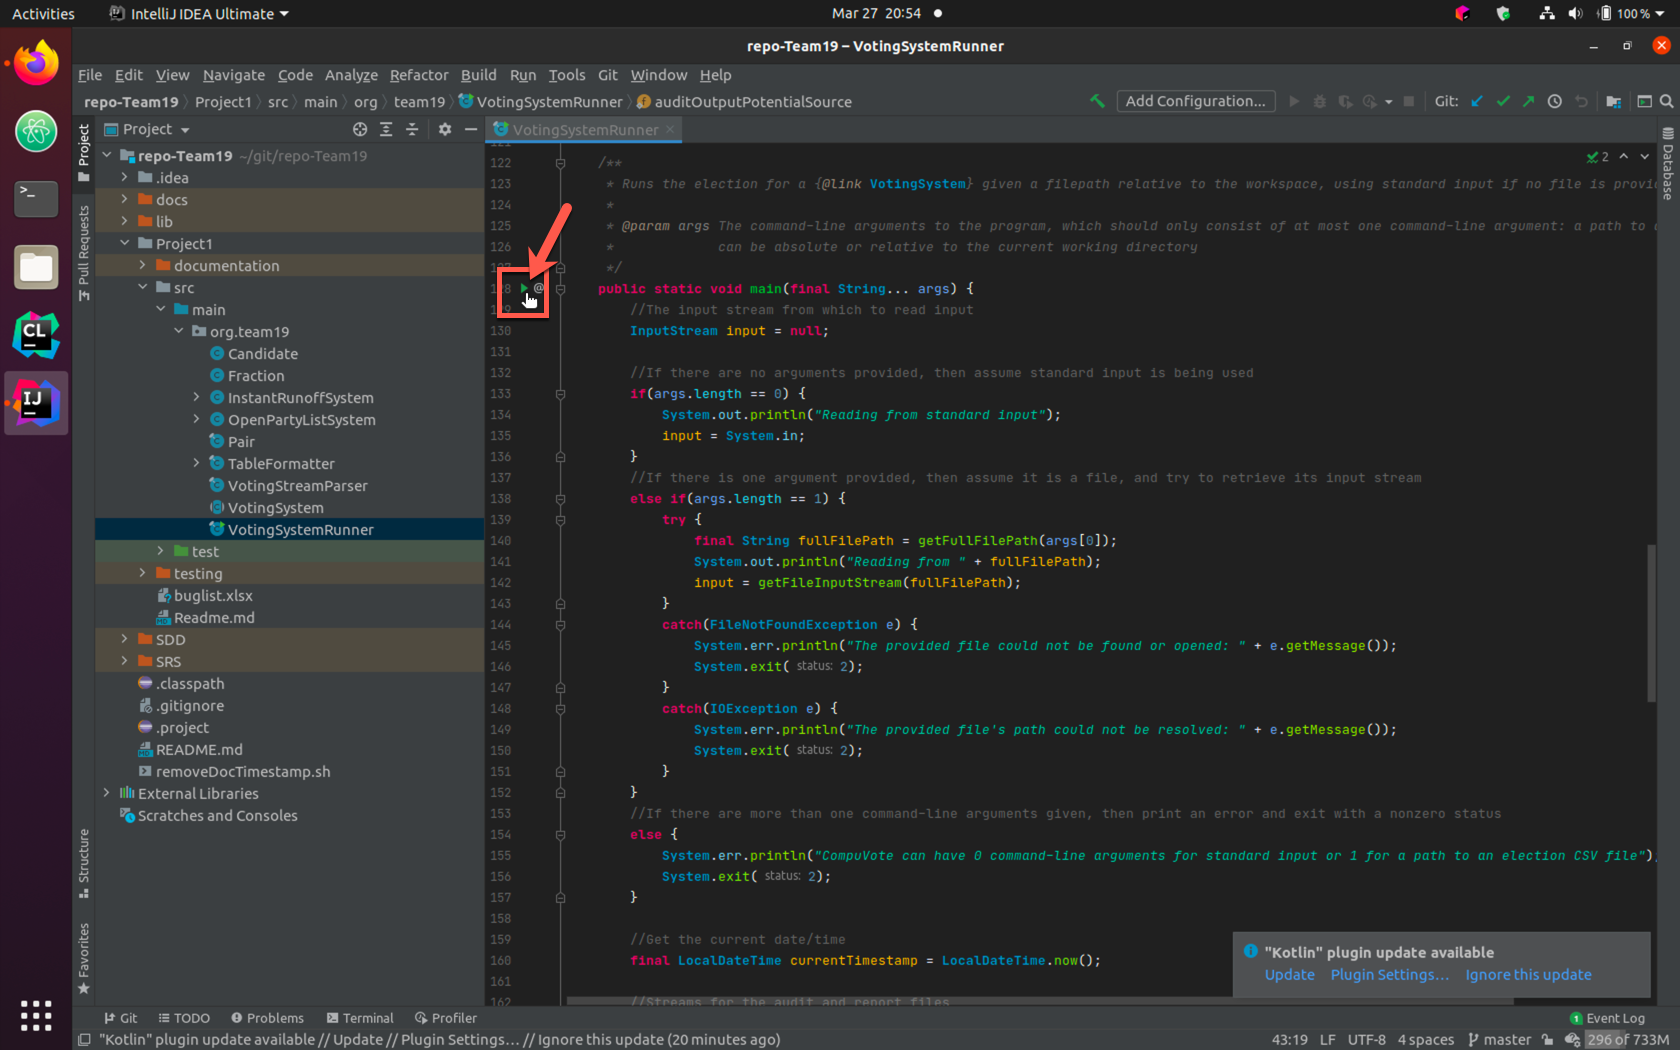 Activities IntelliJ IDEA Ultimate Mar 27 20:54 100 %
repo-Team19 – VotingSystemRunner
File Edit View Navigate Code Analyze Refactor Build Run Tools Git Window Help
repo-Team19 Project1 src main org team19 VotingSystemRunner auditOutputPotentialSource Add Configuration... Git:
Project
VotingSystemRunner
Project
Pull Requests
Structure
Favorites
Database
repo-Team19 ~/git/repo-Team19
.idea
docs
lib
Project1
documentation
src
main
org.team19
Candidate
Fraction
InstantRunoffSystem
OpenPartyListSystem
Pair
TableFormatter
VotingStreamParser
VotingSystem
VotingSystemRunner
test
testing
buglist.xlsx
Readme.md
SDD
SRS
.classpath
.gitignore
.project
README.md
removeDocTimestamp.sh
External Libraries
Scratches and Consoles
CL
IJ
2
122 /**
123 * Runs the election for a {@link VotingSystem} given a filepath relative to the workspace, using standard input if no file is provi
124 *
125 * @param args The command-line arguments to the program, which should only consist of at most one command-line argument: a path to
126 * can be absolute or relative to the current working directory
127 */
128 @ public static void main(final String... args) {
129 //The input stream from which to read input
130 InputStream input = null;
131
132 //If there are no arguments provided, then assume standard input is being used
133 if(args.length == 0) {
134 System.out.println("Reading from standard input");
135 input = System.in;
136 }
137 //If there is one argument provided, then assume it is a file, and try to retrieve its input stream
138 else if(args.length == 1) {
139 try {
140 final String fullFilePath = getFullFilePath(args[0]);
141 System.out.println("Reading from " + fullFilePath);
142 input = getFileInputStream(fullFilePath);
143 }
144 catch(FileNotFoundException e) {
145 System.err.println("The provided file could not be found or opened: " + e.getMessage());
146 System.exit( status: 2);
147 }
148 catch(IOException e) {
149 System.err.println("The provided file's path could not be resolved: " + e.getMessage());
150 System.exit( status: 2);
151 }
152 }
153 //If there are more than one command-line arguments given, then print an error and exit with a nonzero status
154 else {
155 System.err.println("CompuVote can have 0 command-line arguments for standard input or 1 for a path to an election CSV file");
156 System.exit( status: 2);
157 }
158
159 //Get the current date/time
160 final LocalDateTime currentTimestamp = LocalDateTime.now();
161
162 //Streams for the audit and report files
"Kotlin" plugin update available
Update Plugin Settings... Ignore this update
Git TODO Problems Terminal Profiler 1 Event Log
"Kotlin" plugin update available // Update // Plugin Settings... // Ignore this update (20 minutes ago) 43:19 LF UTF-8 4 spaces master 296 of 733M